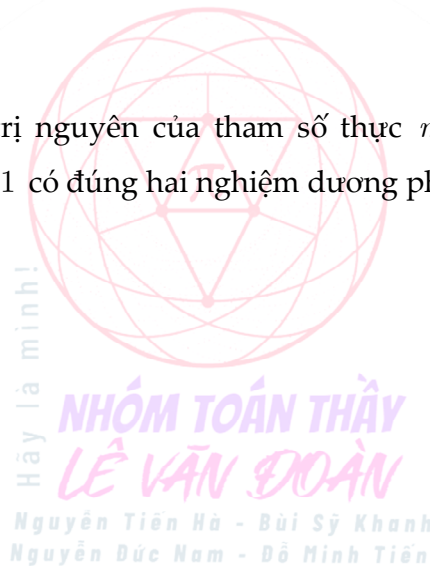 rị nguyên của tham số thực
1 có đúng hai nghiệm dương
Hãy là mình!
NHÓM TOÁN THẦY
LÊ VĂN ĐOÀN
Nguyễn Tiến Hà - Bùi Sỹ Khanh
Nguyễn Đức Nam - Đỗ Minh Tiến